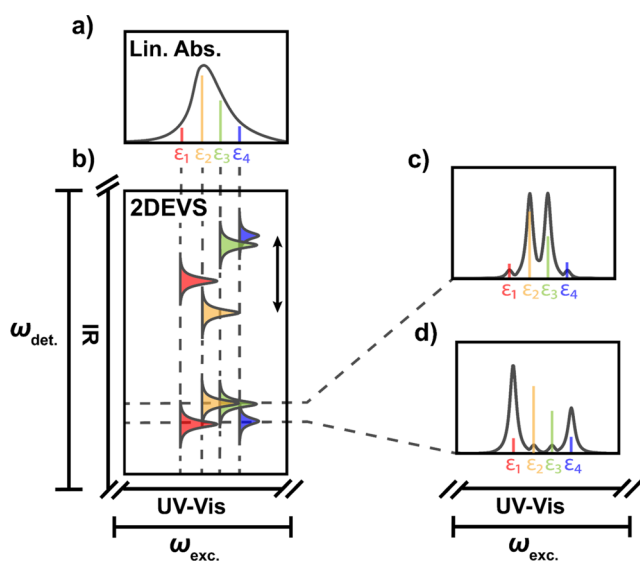 a)
Lin. Abs.
ε1 ε2 ε3 ε4
b)
2DEVS
ωdet.
IR
UV-Vis
ωexc.
c)
ε1 ε2 ε3 ε4
d)
ε1 ε2 ε3 ε4
UV-Vis
ωexc.